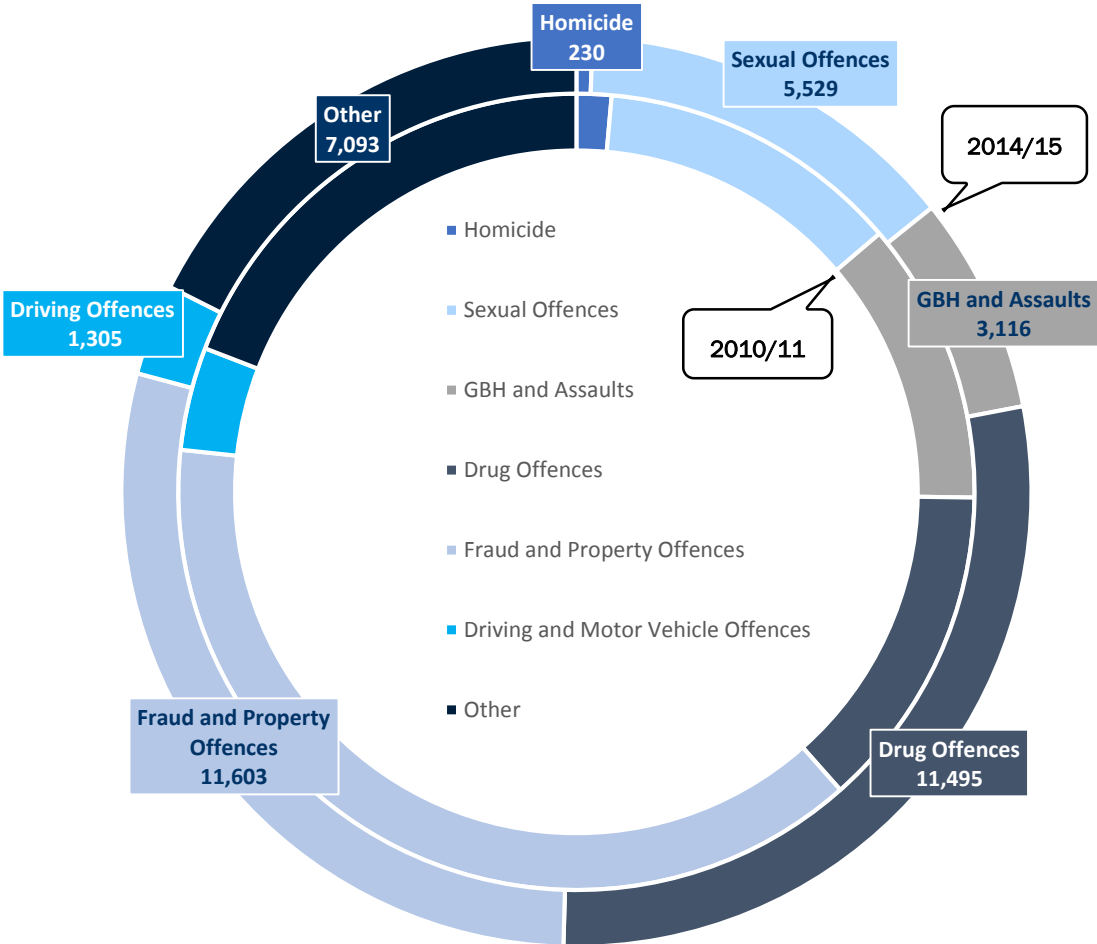 Homicide
230
Sexual Offences
5,529
2014/15
Other
7,093
Homicide
Sexual Offences
GBH and Assaults
3,116
Driving Offences
1,305
2010/11
GBH and Assaults
Drug Offences
Fraud and Property Offences
Driving and Motor Vehicle Offences
Other
Fraud and Property
Offences
11,603
Drug Offences
11,495